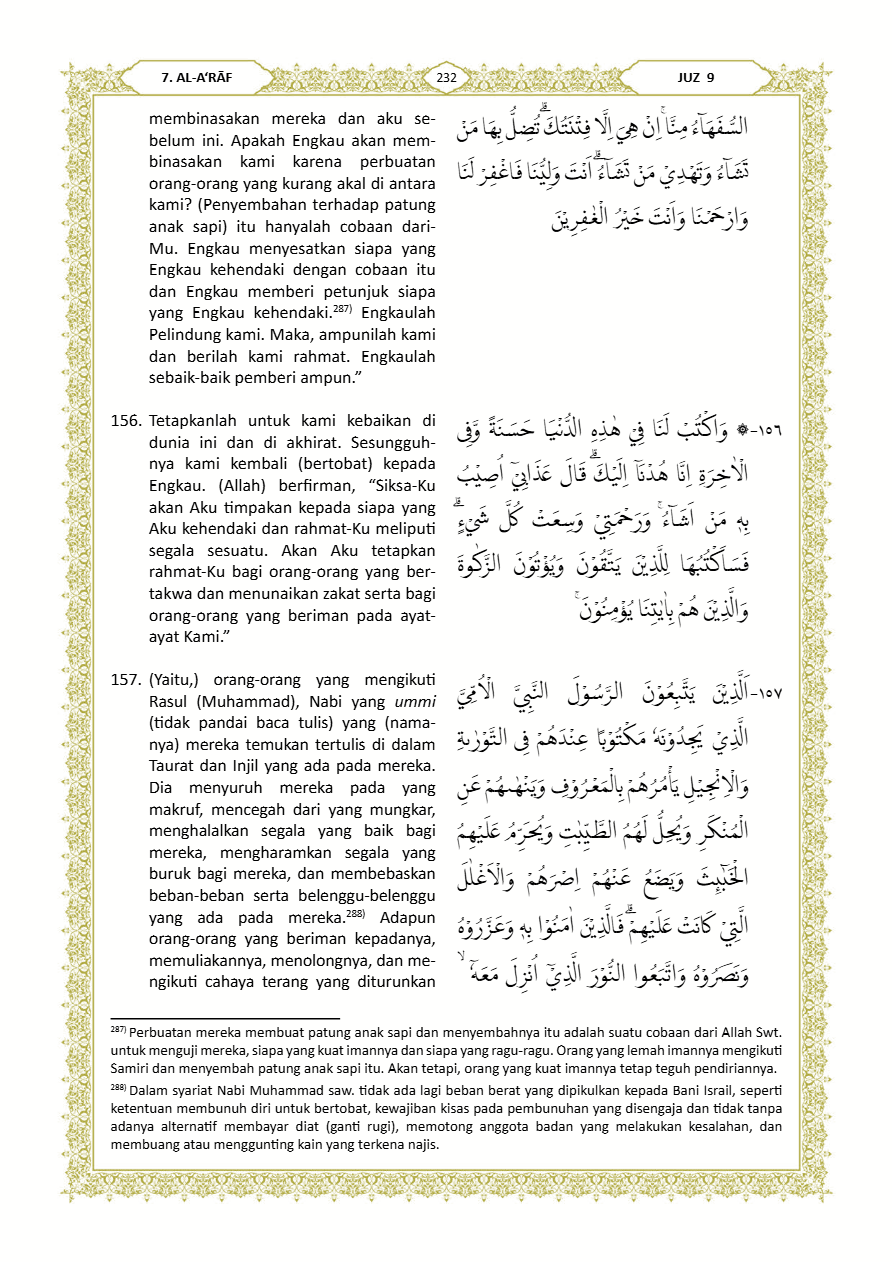 7. AL-A‘RĀF
232
JUZ 9
membinasakan mereka dan aku se-
belum ini. Apakah Engkau akan mem-
binasakan kami karena perbuatan
orang-orang yang kurang akal di antara
kami? (Penyembahan terhadap patung
anak sapi) itu hanyalah cobaan dari-
Mu. Engkau menyesatkan siapa yang
Engkau kehendaki dengan cobaan itu
dan Engkau memberi petunjuk siapa
yang Engkau kehendaki.287) Engkaulah
Pelindung kami. Maka, ampunilah kami
dan berilah kami rahmat. Engkaulah
sebaik-baik pemberi ampun.”
السُّفَهَاۤءُ مِنَّاۚ اِنْ هِيَ اِلَّا فِتْنَتُكَۗ تُضِلُّ بِهَا مَنْ
تَشَاۤءُ وَتَهْدِيْ مَنْ تَشَاۤءُۗ اَنْتَ وَلِيُّنَا فَاغْفِرْ لَنَا
وَارْحَمْنَا وَاَنْتَ خَيْرُ الْغٰفِرِيْنَ
156. Tetapkanlah untuk kami kebaikan di
dunia ini dan di akhirat. Sesungguh-
nya kami kembali (bertobat) kepada
Engkau. (Allah) berfirman, “Siksa-Ku
akan Aku timpakan kepada siapa yang
Aku kehendaki dan rahmat-Ku meliputi
segala sesuatu. Akan Aku tetapkan
rahmat-Ku bagi orang-orang yang ber-
takwa dan menunaikan zakat serta bagi
orang-orang yang beriman pada ayat-
ayat Kami.”
١٥٦- ۞ وَاكْتُبْ لَنَا فِيْ هٰذِهِ الدُّنْيَا حَسَنَةً وَّفِى
الْاٰخِرَةِ اِنَّا هُدْنَآ اِلَيْكَۗ قَالَ عَذَابِيْٓ اُصِيْبُ
بِهٖ مَنْ اَشَاۤءُۚ وَرَحْمَتِيْ وَسِعَتْ كُلَّ شَيْءٍۗ
فَسَاَكْتُبُهَا لِلَّذِيْنَ يَتَّقُوْنَ وَيُؤْتُوْنَ الزَّكٰوةَ
وَالَّذِيْنَ هُمْ بِاٰيٰتِنَا يُؤْمِنُوْنَۚ
157. (Yaitu,) orang-orang yang mengikuti
Rasul (Muhammad), Nabi yang ummi
(tidak pandai baca tulis) yang (nama-
nya) mereka temukan tertulis di dalam
Taurat dan Injil yang ada pada mereka.
Dia menyuruh mereka pada yang
makruf, mencegah dari yang mungkar,
menghalalkan segala yang baik bagi
mereka, mengharamkan segala yang
buruk bagi mereka, dan membebaskan
beban-beban serta belenggu-belenggu
yang ada pada mereka.288) Adapun
orang-orang yang beriman kepadanya,
memuliakannya, menolongnya, dan me-
ngikuti cahaya terang yang diturunkan
١٥٧- اَلَّذِيْنَ يَتَّبِعُوْنَ الرَّسُوْلَ النَّبِيَّ الْاُمِّيَّ
الَّذِيْ يَجِدُوْنَهٗ مَكْتُوْبًا عِنْدَهُمْ فِى التَّوْرٰىةِ
وَالْاِنْجِيْلِ يَأْمُرُهُمْ بِالْمَعْرُوْفِ وَيَنْهٰىهُمْ عَنِ
الْمُنْكَرِ وَيُحِلُّ لَهُمُ الطَّيِّبٰتِ وَيُحَرِّمُ عَلَيْهِمُ
الْخَبٰۤىِٕثَ وَيَضَعُ عَنْهُمْ اِصْرَهُمْ وَالْاَغْلٰلَ
الَّتِيْ كَانَتْ عَلَيْهِمْۗ فَالَّذِيْنَ اٰمَنُوْا بِهٖ وَعَزَّرُوْهُ
وَنَصَرُوْهُ وَاتَّبَعُوا النُّوْرَ الَّذِيْٓ اُنْزِلَ مَعَهٗٓ ۙ
287) Perbuatan mereka membuat patung anak sapi dan menyembahnya itu adalah suatu cobaan dari Allah Swt.
untuk menguji mereka, siapa yang kuat imannya dan siapa yang ragu-ragu. Orang yang lemah imannya mengikuti
Samiri dan menyembah patung anak sapi itu. Akan tetapi, orang yang kuat imannya tetap teguh pendiriannya.
288) Dalam syariat Nabi Muhammad saw. tidak ada lagi beban berat yang dipikulkan kepada Bani Israil, seperti
ketentuan membunuh diri untuk bertobat, kewajiban kisas pada pembunuhan yang disengaja dan tidak tanpa
adanya alternatif membayar diat (ganti rugi), memotong anggota badan yang melakukan kesalahan, dan
membuang atau menggunting kain yang terkena najis.